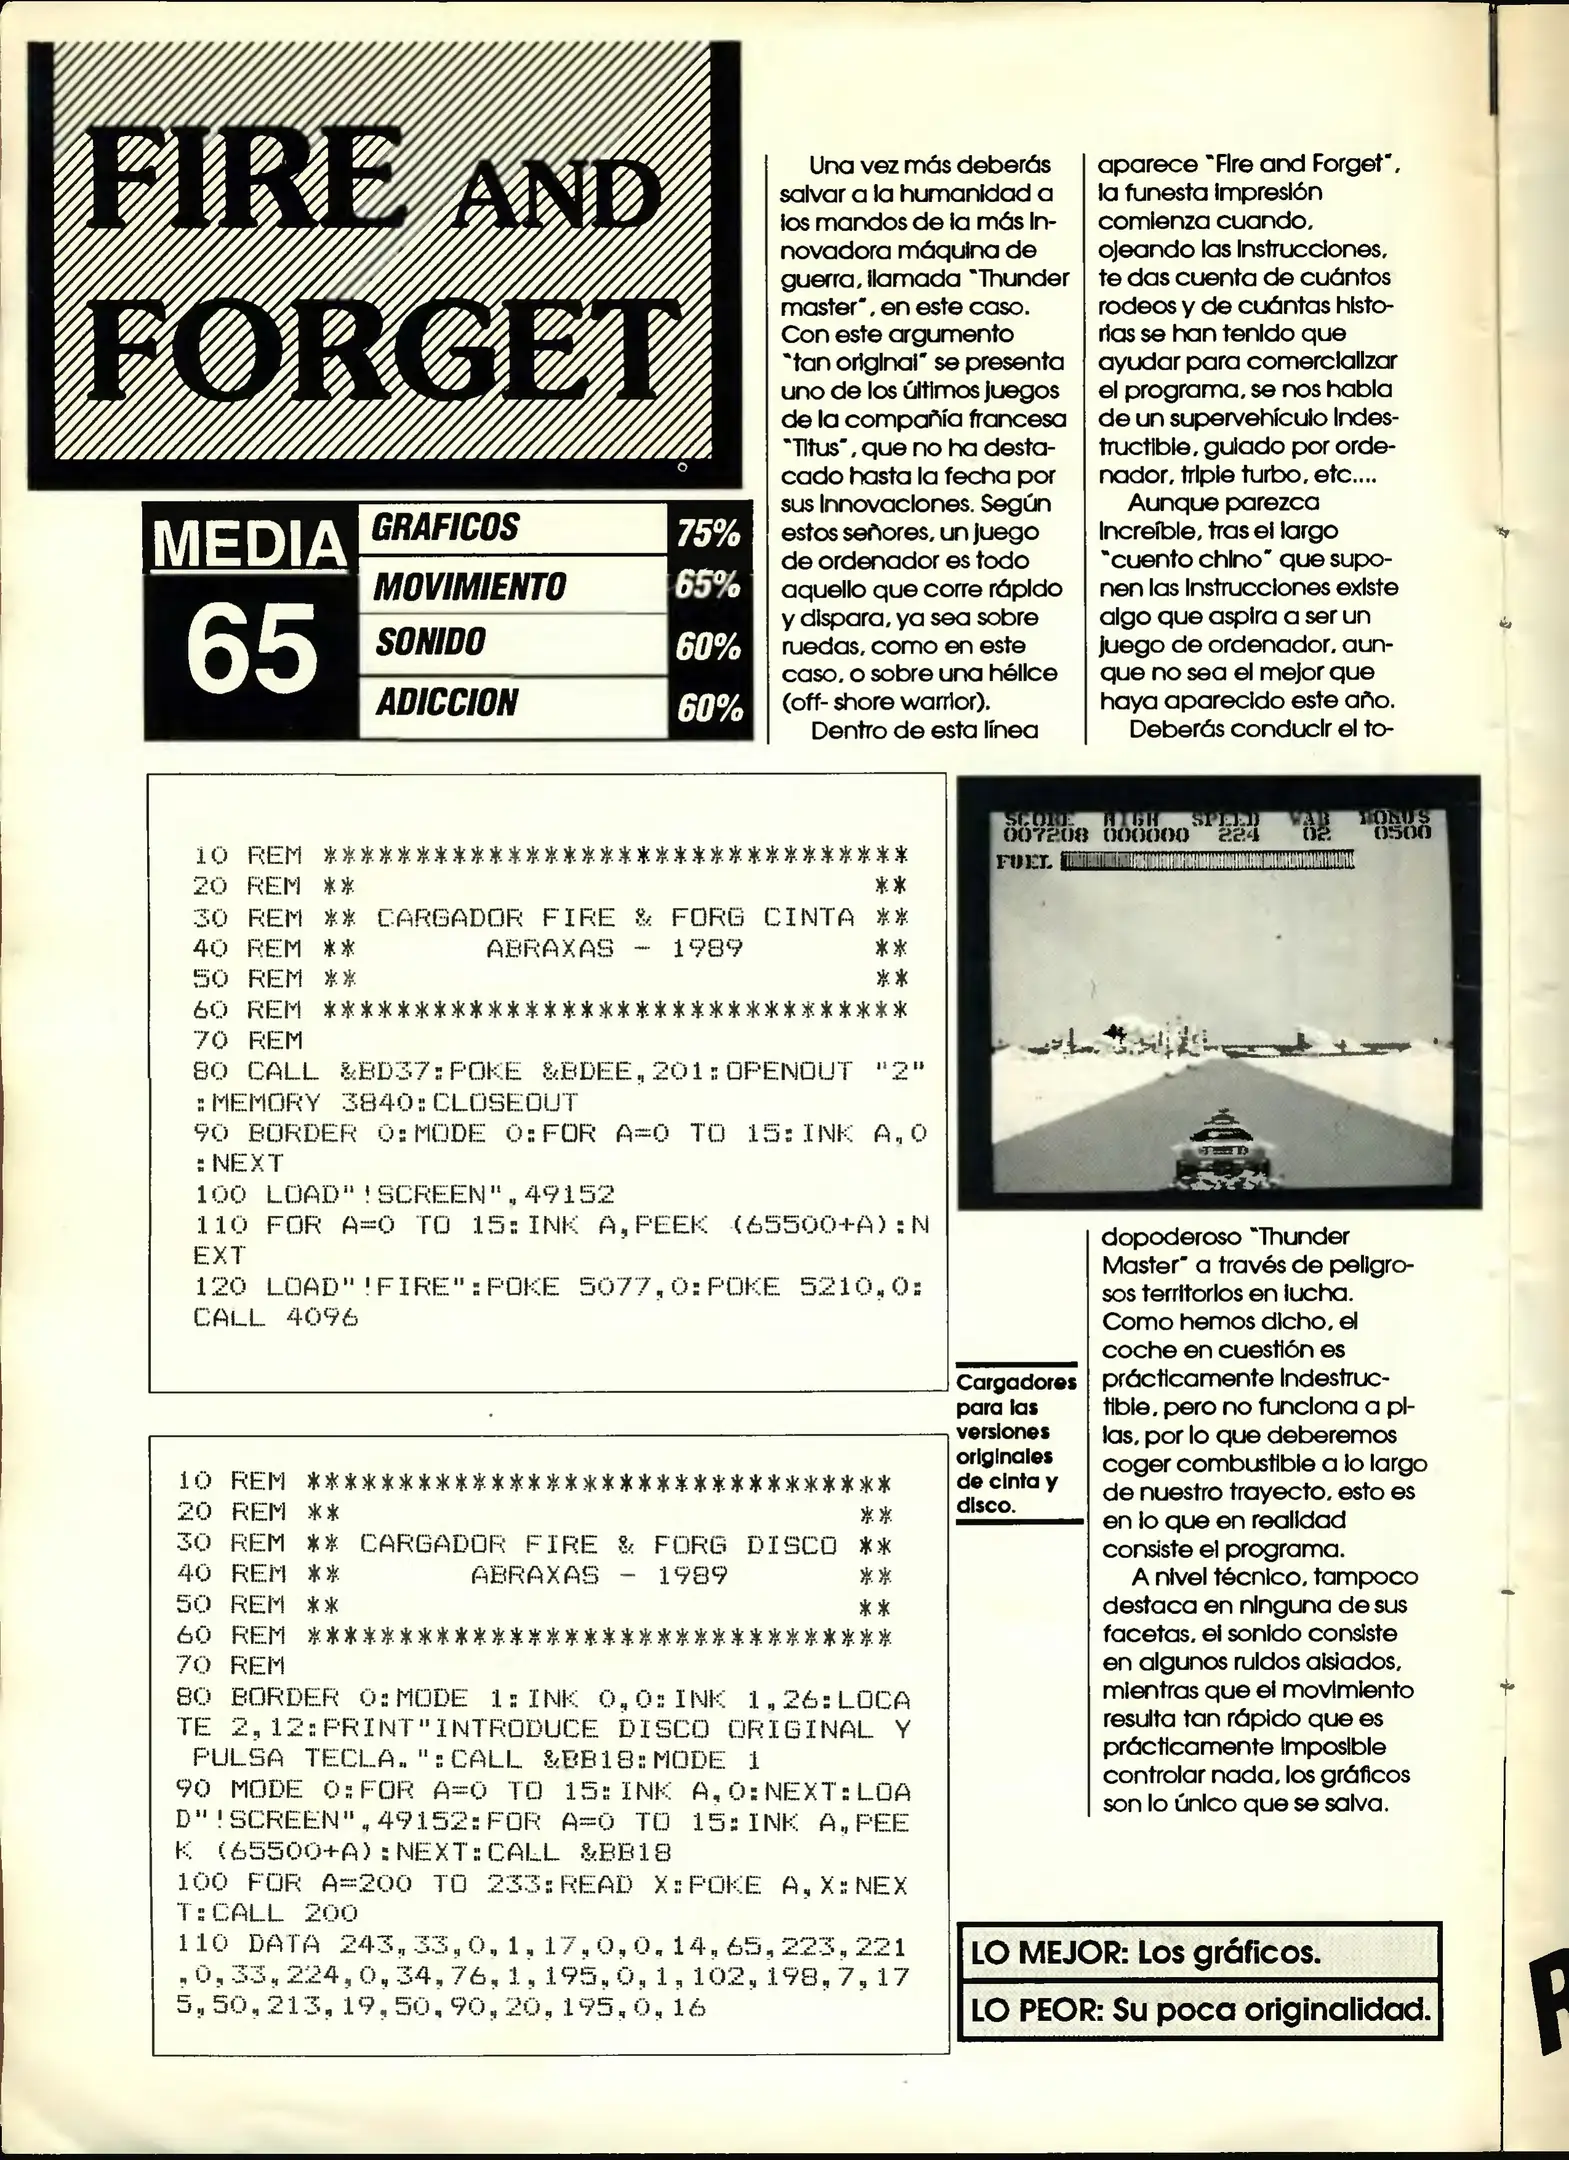 FIRE AND
FORGET
MEDIA
65
GRAFICOS 75%
MOVIMIENTO 65%
SONIDO 60%
ADICCION 60%
Una vez más deberás
salvar a la humanidad a
los mandos de la más in-
novadora máquina de
guerra, llamada "Thunder
master", en este caso.
Con este argumento
"tan original" se presenta
uno de los últimos juegos
de la compañía francesa
"Titus", que no ha desta-
cado hasta la fecha por
sus innovaciones. Según
estos señores, un juego
de ordenador es todo
aquello que corre rápido
y dispara, ya sea sobre
ruedas, como en este
caso, o sobre una hélice
(off- shore warrior).
Dentro de esta línea
aparece "Fire and Forget",
la funesta impresión
comienza cuando,
ojeando las instrucciones,
te das cuenta de cuántos
rodeos y de cuántas histo-
rias se han tenido que
ayudar para comercializar
el programa, se nos habla
de un supervehículo indes-
tructible, guiado por orde-
nador, triple turbo, etc....
Aunque parezca
increíble, tras el largo
"cuento chino" que supo-
nen las instrucciones existe
algo que aspira a ser un
juego de ordenador, aun-
que no sea el mejor que
haya aparecido este año.
Deberás conducir el to-
10 REM ********************************
20 REM ** **
30 REM ** CARGADOR FIRE & FORG CINTA **
40 REM ** ABRAXAS - 1989 **
50 REM ** **
60 REM ********************************
70 REM
80 CALL &BD37:POKE &BDEE,201:OPENOUT "2"
:MEMORY 3840:CLOSEOUT
90 BORDER 0:MODE 0:FOR A=0 TO 15:INK A,0
:NEXT
100 LOAD"!SCREEN",49152
110 FOR A=0 TO 15:INK A,PEEK (65500+A):N
EXT
120 LOAD"!FIRE":POKE 5077,0:POKE 5210,0:
CALL 4096
SCORE HIGH SPEED WAR BONUS
007208 000000 224 02 0500
FUEL
dopoderoso "Thunder
Master" a través de peligro-
sos territorios en lucha.
Como hemos dicho, el
coche en cuestión es
prácticamente indestruc-
tible, pero no funciona a pi-
las, por lo que deberemos
coger combustible a lo largo
de nuestro trayecto, esto es
en lo que en realidad
consiste el programa.
A nivel técnico, tampoco
destaca en ninguna de sus
facetas, el sonido consiste
en algunos ruidos aislados,
mientras que el movimiento
resulta tan rápido que es
prácticamente imposible
controlar nada, los gráficos
son lo único que se salva.
Cargadores
para las
versiones
originales
de cinta y
disco.
10 REM ********************************
20 REM ** **
30 REM ** CARGADOR FIRE & FORG DISCO **
40 REM ** ABRAXAS - 1989 **
50 REM ** **
60 REM ********************************
70 REM
80 BORDER 0:MODE 1:INK 0,0:INK 1,26:LOCA
TE 2,12:PRINT"INTRODUCE DISCO ORIGINAL Y
PULSA TECLA.":CALL &BB18:MODE 1
90 MODE 0:FOR A=0 TO 15:INK A,0:NEXT:LOA
D"!SCREEN",49152:FOR A=0 TO 15:INK A,PEE
K (65500+A):NEXT:CALL &BB18
100 FOR A=200 TO 233:READ X:POKE A,X:NEX
T:CALL 200
110 DATA 243,33,0,1,17,0,0,14,65,223,221
,0,33,224,0,34,76,1,195,0,1,102,198,7,17
5,50,213,19,50,90,20,195,0,16
LO MEJOR: Los gráficos.
LO PEOR: Su poca originalidad.
R